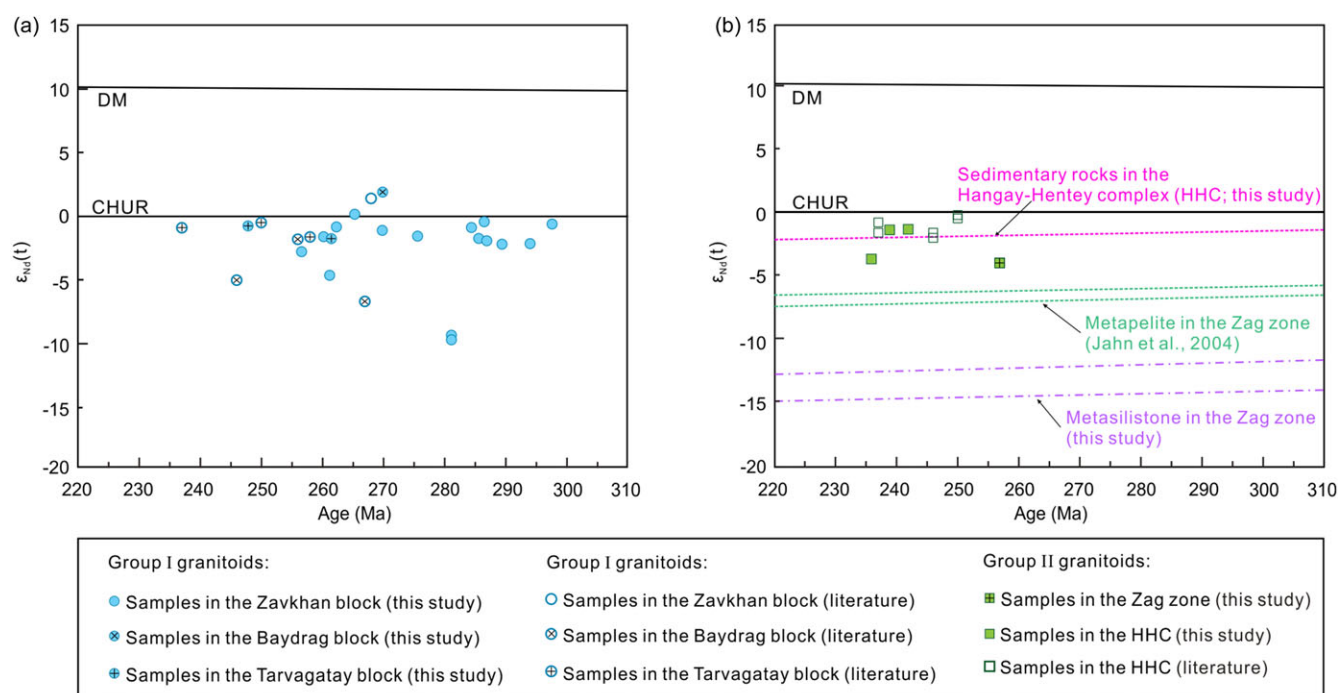 (a)
15
10
5
0
-5
-10
-15
-20
εNd(t)
DM
CHUR
220 230 240 250 260 270 280 290 300 310
Age (Ma)
(b)
15
10
5
0
-5
-10
-15
-20
εNd(t)
DM
CHUR
Sedimentary rocks in the
Hangay-Hentey complex (HHC; this study)
Metapelite in the Zag zone
(Jahn et al., 2004)
Metasilistone in the Zag zone
(this study)
220 230 240 250 260 270 280 290 300 310
Age (Ma)
Group I granitoids:
Samples in the Zavkhan block (this study)
Samples in the Baydrag block (this study)
Samples in the Tarvagatay block (this study)
Group I granitoids:
Samples in the Zavkhan block (literature)
Samples in the Baydrag block (literature)
Samples in the Tarvagatay block (literature)
Group II granitoids:
Samples in the Zag zone (this study)
Samples in the HHC (this study)
Samples in the HHC (literature)